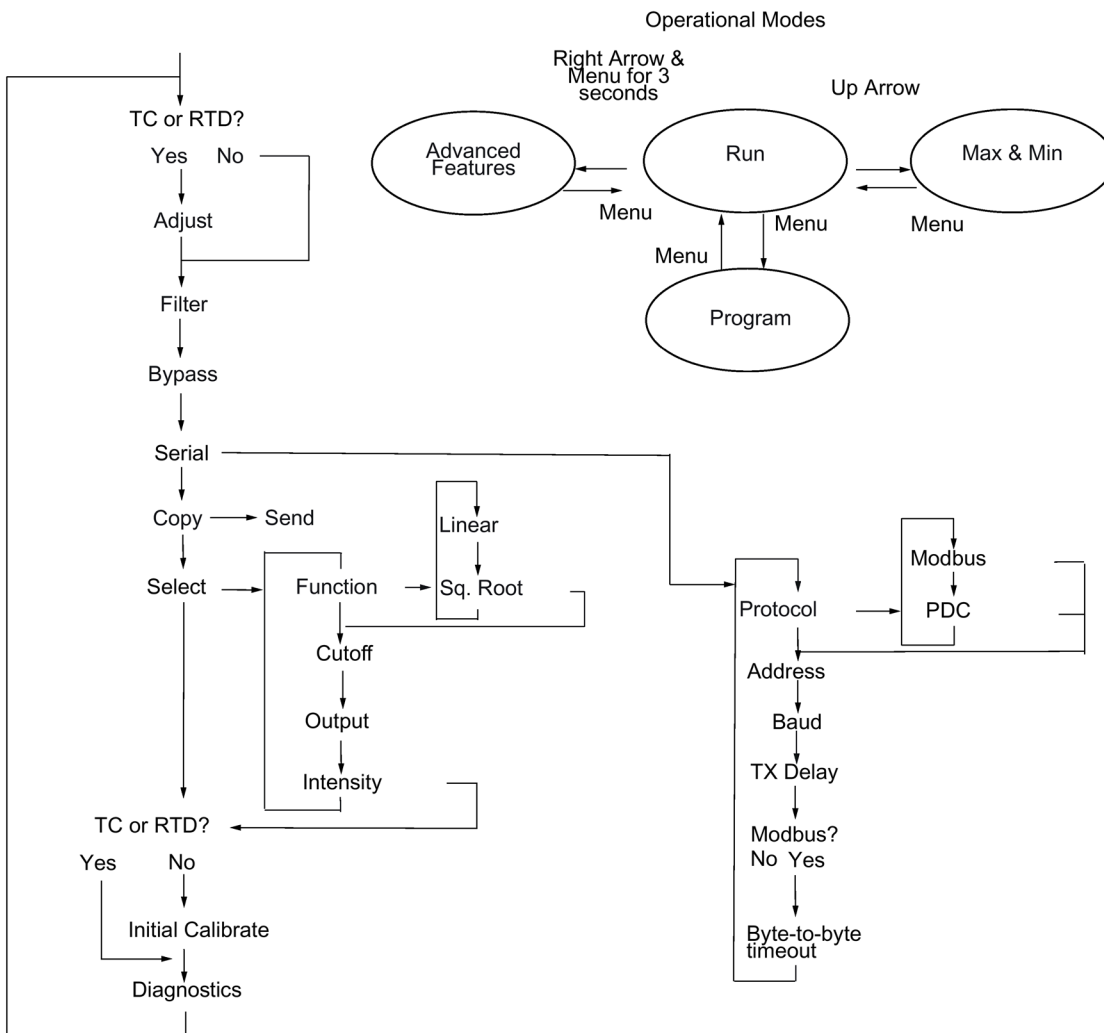 Operational Modes
Right Arrow &
Menu for 3
seconds
Up Arrow
Advanced
Features
Run
Max & Min
Menu
Menu
Menu
Menu
Program
TC or RTD?
Yes No
Adjust
Filter
Bypass
Serial
Copy
Send
Select
Function
Linear
Sq. Root
Cutoff
Output
Intensity
TC or RTD?
Yes No
Initial Calibrate
Diagnostics
Protocol
Modbus
PDC
Address
Baud
TX Delay
Modbus?
No Yes
Byte-to-byte
timeout